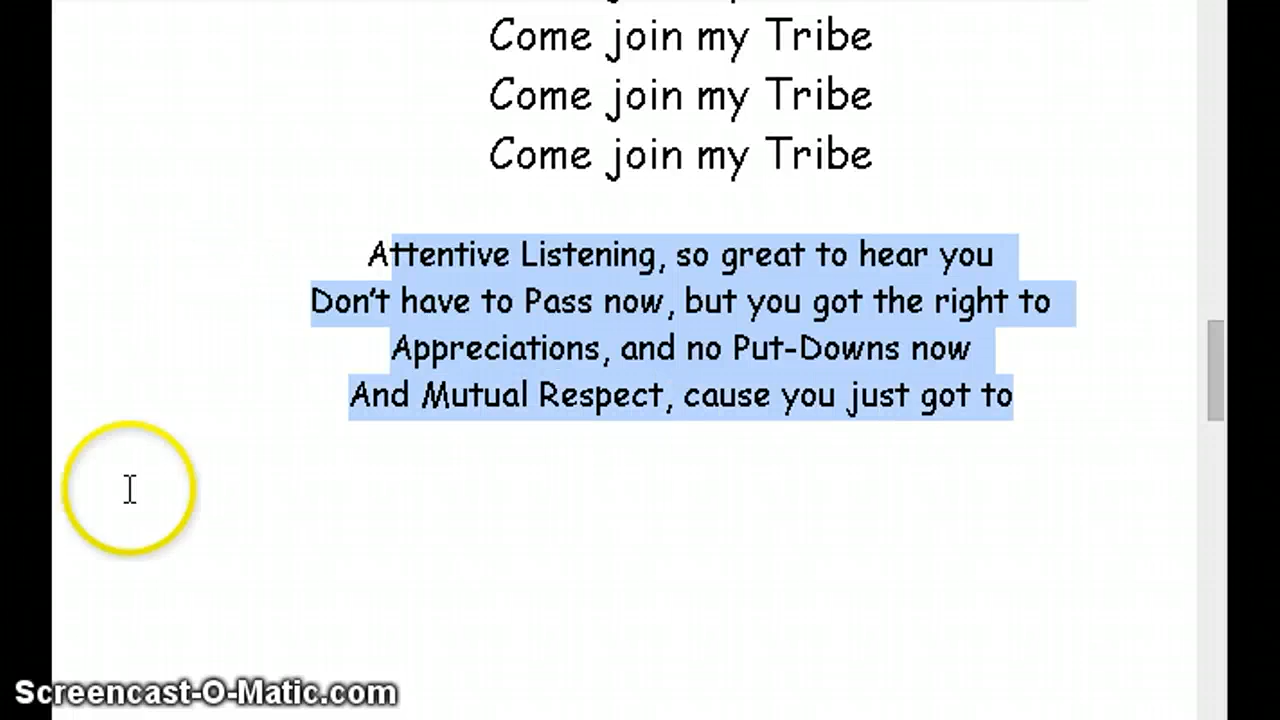 Come join my Tribe
Come join my Tribe
Come join my Tribe
Attentive Listening, so great to hear you
Don't have to Pass now, but you got the right to
Appreciations, and no Put-Downs now
And Mutual Respect, cause you just got to
Screencast-O-Matic.com